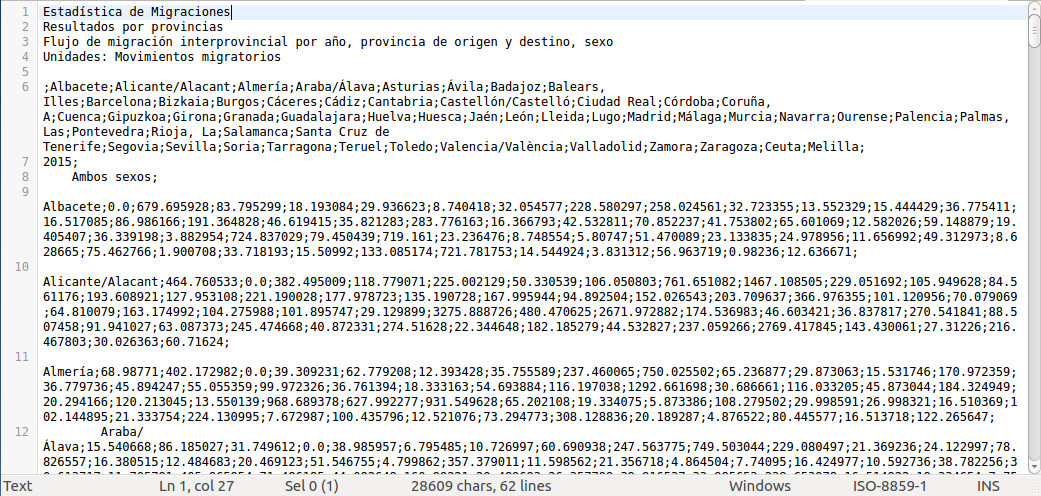 1 Estadística de Migraciones
2 Resultados por provincias
3 Flujo de migración interprovincial por año, provincia de origen y destino, sexo
4 Unidades: Movimientos migratorios
5
6 ;Albacete;Alicante/Alacant;Almería;Araba/Álava;Asturias;Ávila;Badajoz;Balears,
Illes;Barcelona;Bizkaia;Burgos;Cáceres;Cádiz;Cantabria;Castellón/Castelló;Ciudad Real;Córdoba;Coruña,
A;Cuenca;Gipuzkoa;Girona;Granada;Guadalajara;Huelva;Huesca;Jaén;León;Lleida;Lugo;Madrid;Málaga;Murcia;Navarra;Ourense;Palencia;Palmas,
Las;Pontevedra;Rioja, La;Salamanca;Santa Cruz de
Tenerife;Segovia;Sevilla;Soria;Tarragona;Teruel;Toledo;Valencia/València;Valladolid;Zamora;Zaragoza;Ceuta;Melilla;
7 2015;
8 Ambos sexos;
9
Albacete;0.0;679.695928;83.795299;18.193084;29.936623;8.740418;32.054577;228.580297;258.024561;32.723355;13.552329;15.444429;36.775411;
16.517085;86.986166;191.364828;46.619415;35.821283;283.776163;16.366793;42.532811;70.852237;41.753802;65.601069;12.582026;59.148879;19.
405407;36.339198;3.882954;724.837029;79.450439;719.161;23.236476;8.748554;5.80747;51.470089;23.133835;24.978956;11.656992;49.312973;8.6
28665;75.462766;1.900708;33.718193;15.50992;133.085174;721.781753;14.544924;3.831312;56.963719;0.98236;12.636671;
10
Alicante/Alacant;464.760533;0.0;382.495009;118.779071;225.002129;50.330539;106.050803;761.651082;1467.108505;229.051692;105.949628;84.5
61176;193.608921;127.953108;221.190028;177.978723;135.190728;167.995944;94.892504;152.026543;203.709637;366.976355;101.120956;70.079069
;64.810079;163.174992;104.275988;101.895747;29.129899;3275.888726;480.470625;2671.972882;174.536983;46.603421;36.837817;270.541841;88.5
07458;91.941027;63.087373;245.474668;40.872331;274.51628;22.344648;182.185279;44.532827;237.059266;2769.417845;143.430061;27.31226;216.
467803;30.026363;60.71624;
11
Almería;68.98771;402.172982;0.0;39.309231;62.779208;12.393428;35.755589;237.460065;750.025502;65.236877;29.873063;15.531746;170.972359;
36.779736;45.894247;55.055359;99.972326;36.761394;18.333163;54.693884;116.197038;1292.661698;30.686661;116.033205;45.873044;184.324949;
20.294166;120.213045;13.550139;968.689378;627.992277;931.549628;65.202108;19.334075;5.873386;108.279502;29.998591;26.998321;16.510369;1
02.144895;21.333754;224.130995;7.672987;100.435796;12.521076;73.294773;308.128836;20.189287;4.876522;80.445577;16.513718;122.265647;
12 Araba/
Álava;15.540668;86.185027;31.749612;0.0;38.985957;6.795485;10.726997;60.690938;247.563775;749.503044;229.080497;21.369236;24.122997;78.
826557;16.380515;12.484683;20.469123;51.546755;4.799862;357.379011;11.598562;21.356718;4.864504;7.74095;16.424977;10.592736;38.782256;3
Text Ln 1, col 27 Sel 0 (1) 28609 chars, 62 lines Windows ISO-8859-1 INS